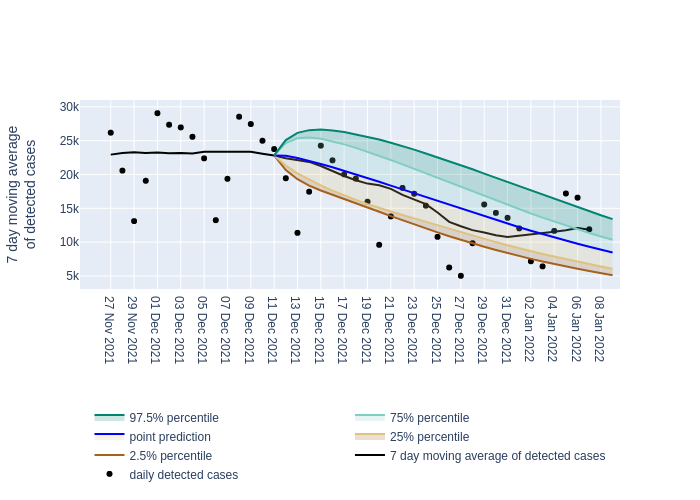 7 day moving average
of detected cases
30k
25k
20k
15k
10k
5k
27 Nov 2021
29 Nov 2021
01 Dec 2021
03 Dec 2021
05 Dec 2021
07 Dec 2021
09 Dec 2021
11 Dec 2021
13 Dec 2021
15 Dec 2021
17 Dec 2021
19 Dec 2021
21 Dec 2021
23 Dec 2021
25 Dec 2021
27 Dec 2021
29 Dec 2021
31 Dec 2021
02 Jan 2022
04 Jan 2022
06 Jan 2022
08 Jan 2022
97.5% percentile
75% percentile
point prediction
25% percentile
2.5% percentile
7 day moving average of detected cases
daily detected cases